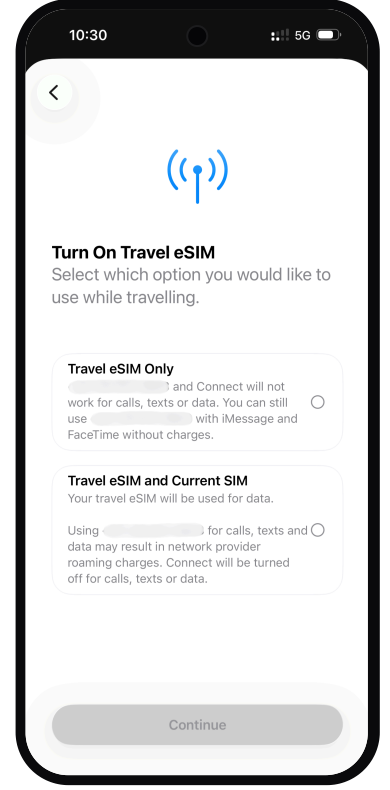 10:30
5G
Turn On Travel eSIM
Select which option you would like to
use while travelling.
Travel eSIM Only
and Connect will not
work for calls, texts or data. You can still
use with iMessage and
FaceTime without charges.
Travel eSIM and Current SIM
Your travel eSIM will be used for data.
Using for calls, texts and
data may result in network provider
roaming charges. Connect will be turned
off for calls, texts or data.
Continue